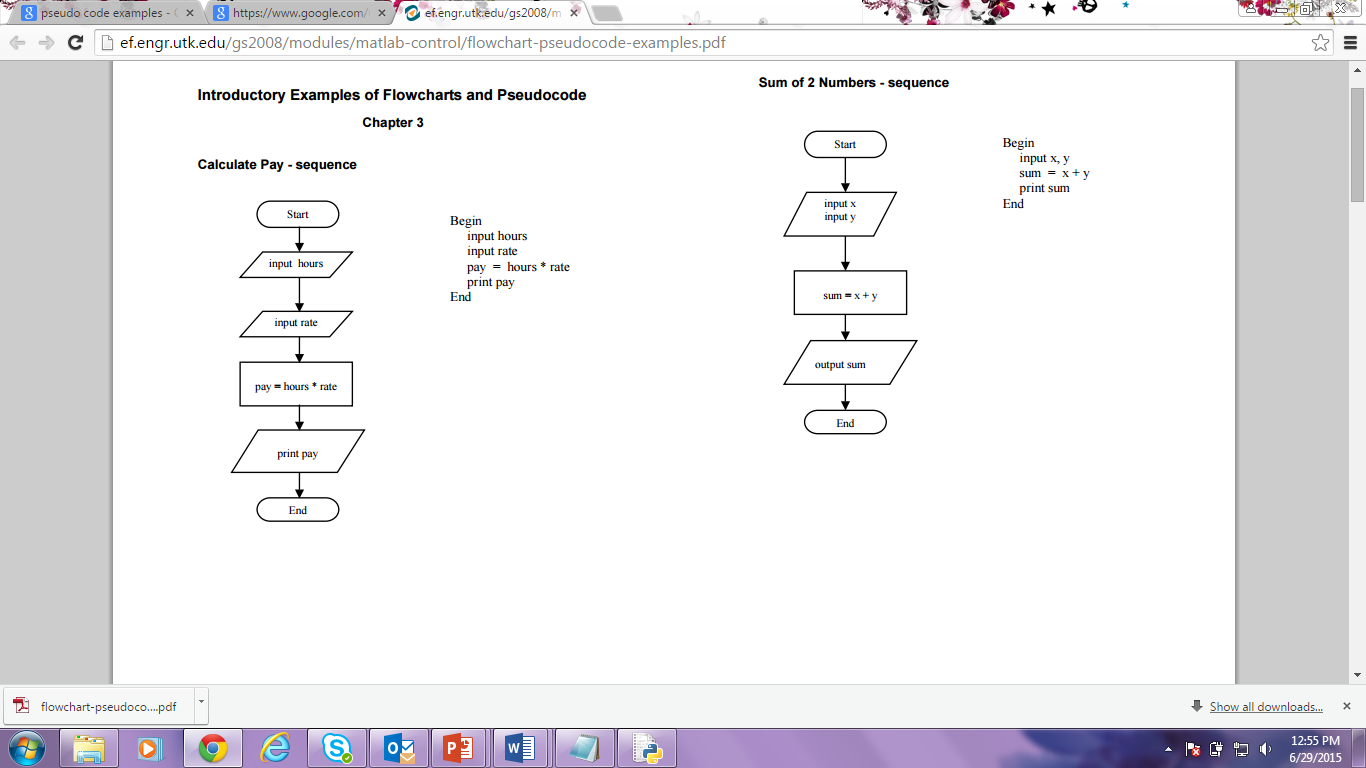 pseudo code examples - G
https://www.google.com/
ef.engr.utk.edu/gs2008/m
ef.engr.utk.edu/gs2008/modules/matlab-control/flowchart-pseudocode-examples.pdf
Introductory Examples of Flowcharts and Pseudocode
Chapter 3
Calculate Pay - sequence
Start
input hours
input rate
pay = hours * rate
print pay
End
Begin
input hours
input rate
pay = hours * rate
print pay
End
Sum of 2 Numbers - sequence
Start
input x
input y
sum = x + y
output sum
End
Begin
input x, y
sum = x + y
print sum
End
flowchart-pseudoco....pdf
Show all downloads...
12:55 PM
6/29/2015